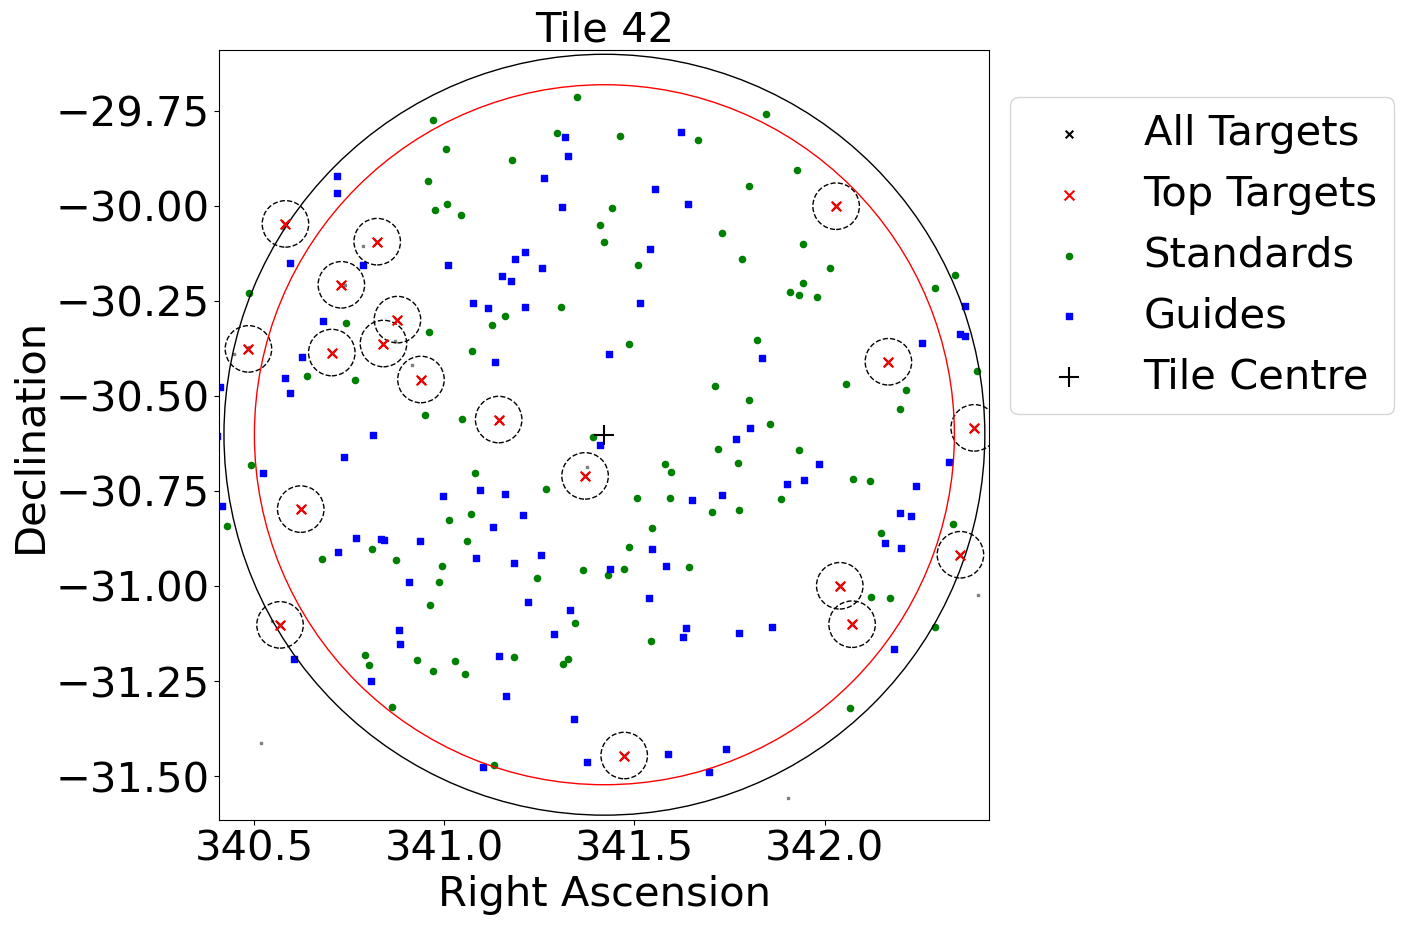 Tile 42
Declination
−29.75
−30.00
−30.25
−30.50
−30.75
−31.00
−31.25
−31.50
340.5 341.0 341.5 342.0
Right Ascension
All Targets
Top Targets
Standards
Guides
Tile Centre